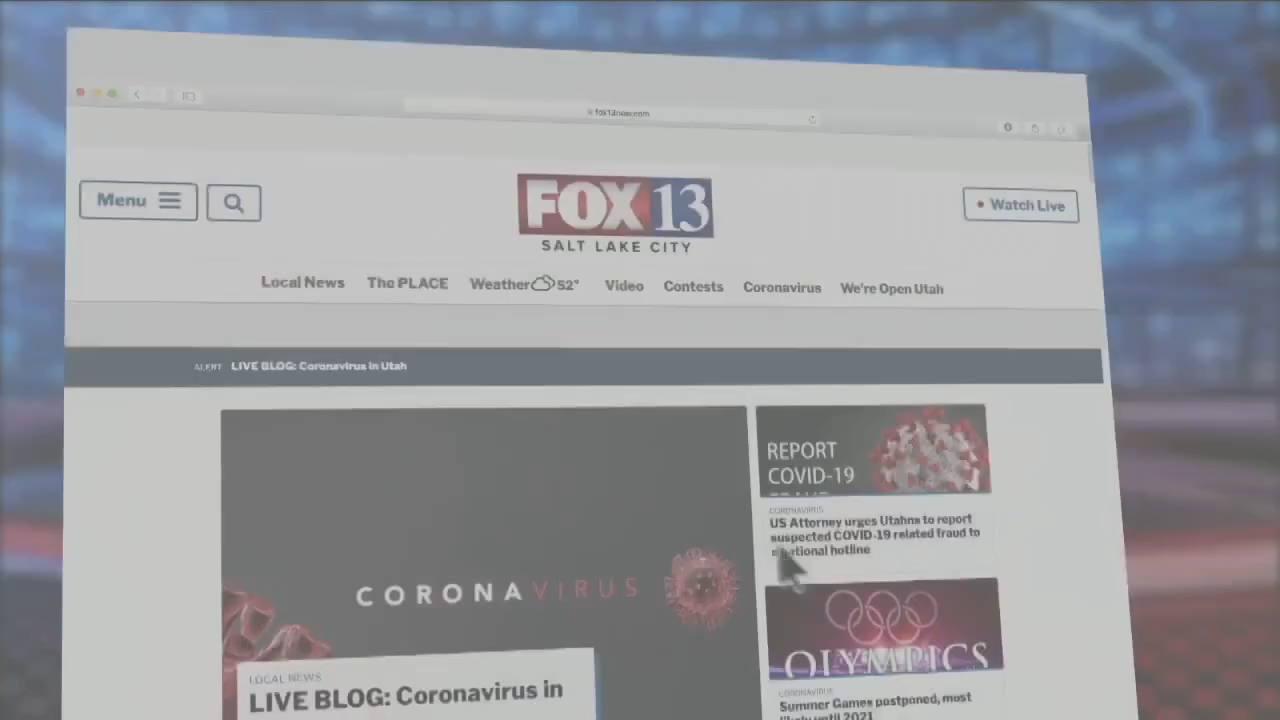 fox13now.com
Menu
FOX 13
SALT LAKE CITY
Watch Live
Local News The PLACE Weather 52° Video Contests Coronavirus We're Open Utah
ALERT LIVE BLOG: Coronavirus in Utah
REPORT
COVID-19
CORONAVIRUS
US Attorney urges Utahns to report
suspected COVID-19 related fraud to
hotline
CORONAVIRUS
OLYMPICS
LOCAL NEWS
LIVE BLOG: Coronavirus in
CORONAVIRUS
Summer Games postponed, most
likely until 2021